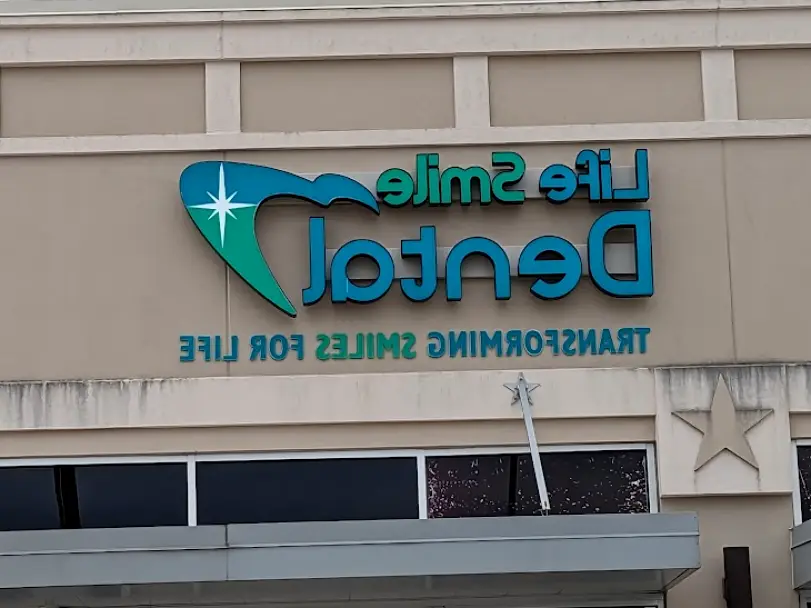 Life Smile
Dental
TRANSFORMING SMILES FOR LIFE